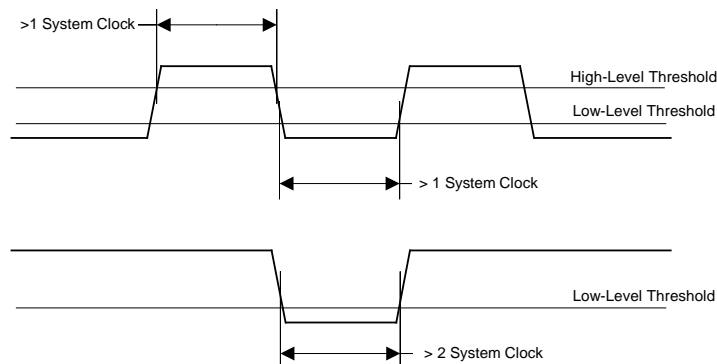 >1 System Clock
High-Level Threshold
Low-Level Threshold
> 1 System Clock
Low-Level Threshold
> 2 System Clock